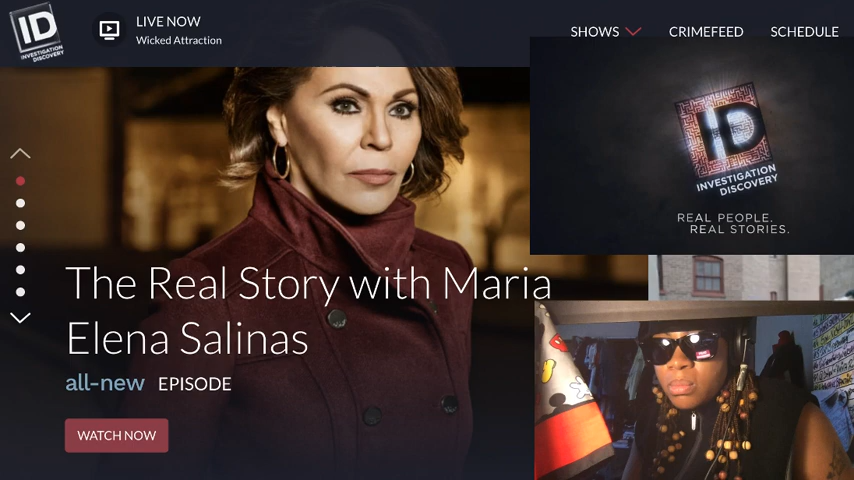 ID
INVESTIGATION
DISCOVERY
LIVE NOW
Wicked Attraction
SHOWS
CRIMEFEED
SCHEDULE
ID
INVESTIGATION
DISCOVERY
REAL PEOPLE.
REAL STORIES.
The Real Story with Maria
Elena Salinas
all-new EPISODE
WATCH NOW